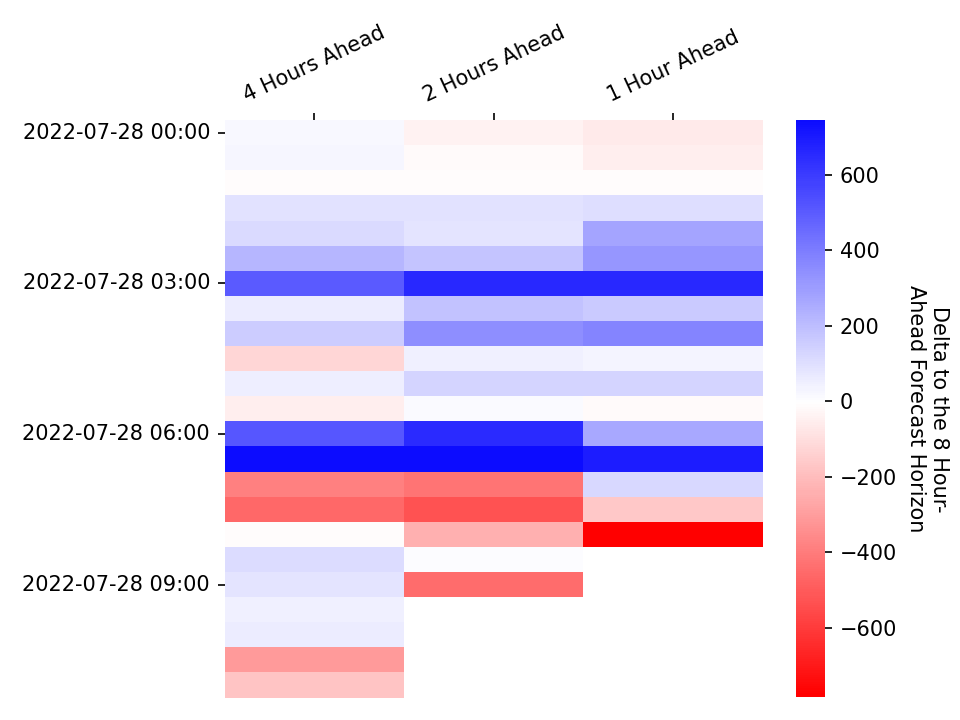 4 Hours Ahead
2 Hours Ahead
1 Hour Ahead
2022-07-28 00:00
2022-07-28 03:00
2022-07-28 06:00
2022-07-28 09:00
600
400
200
0
−200
−400
−600
Delta to the 8 Hour-
Ahead Forecast Horizon